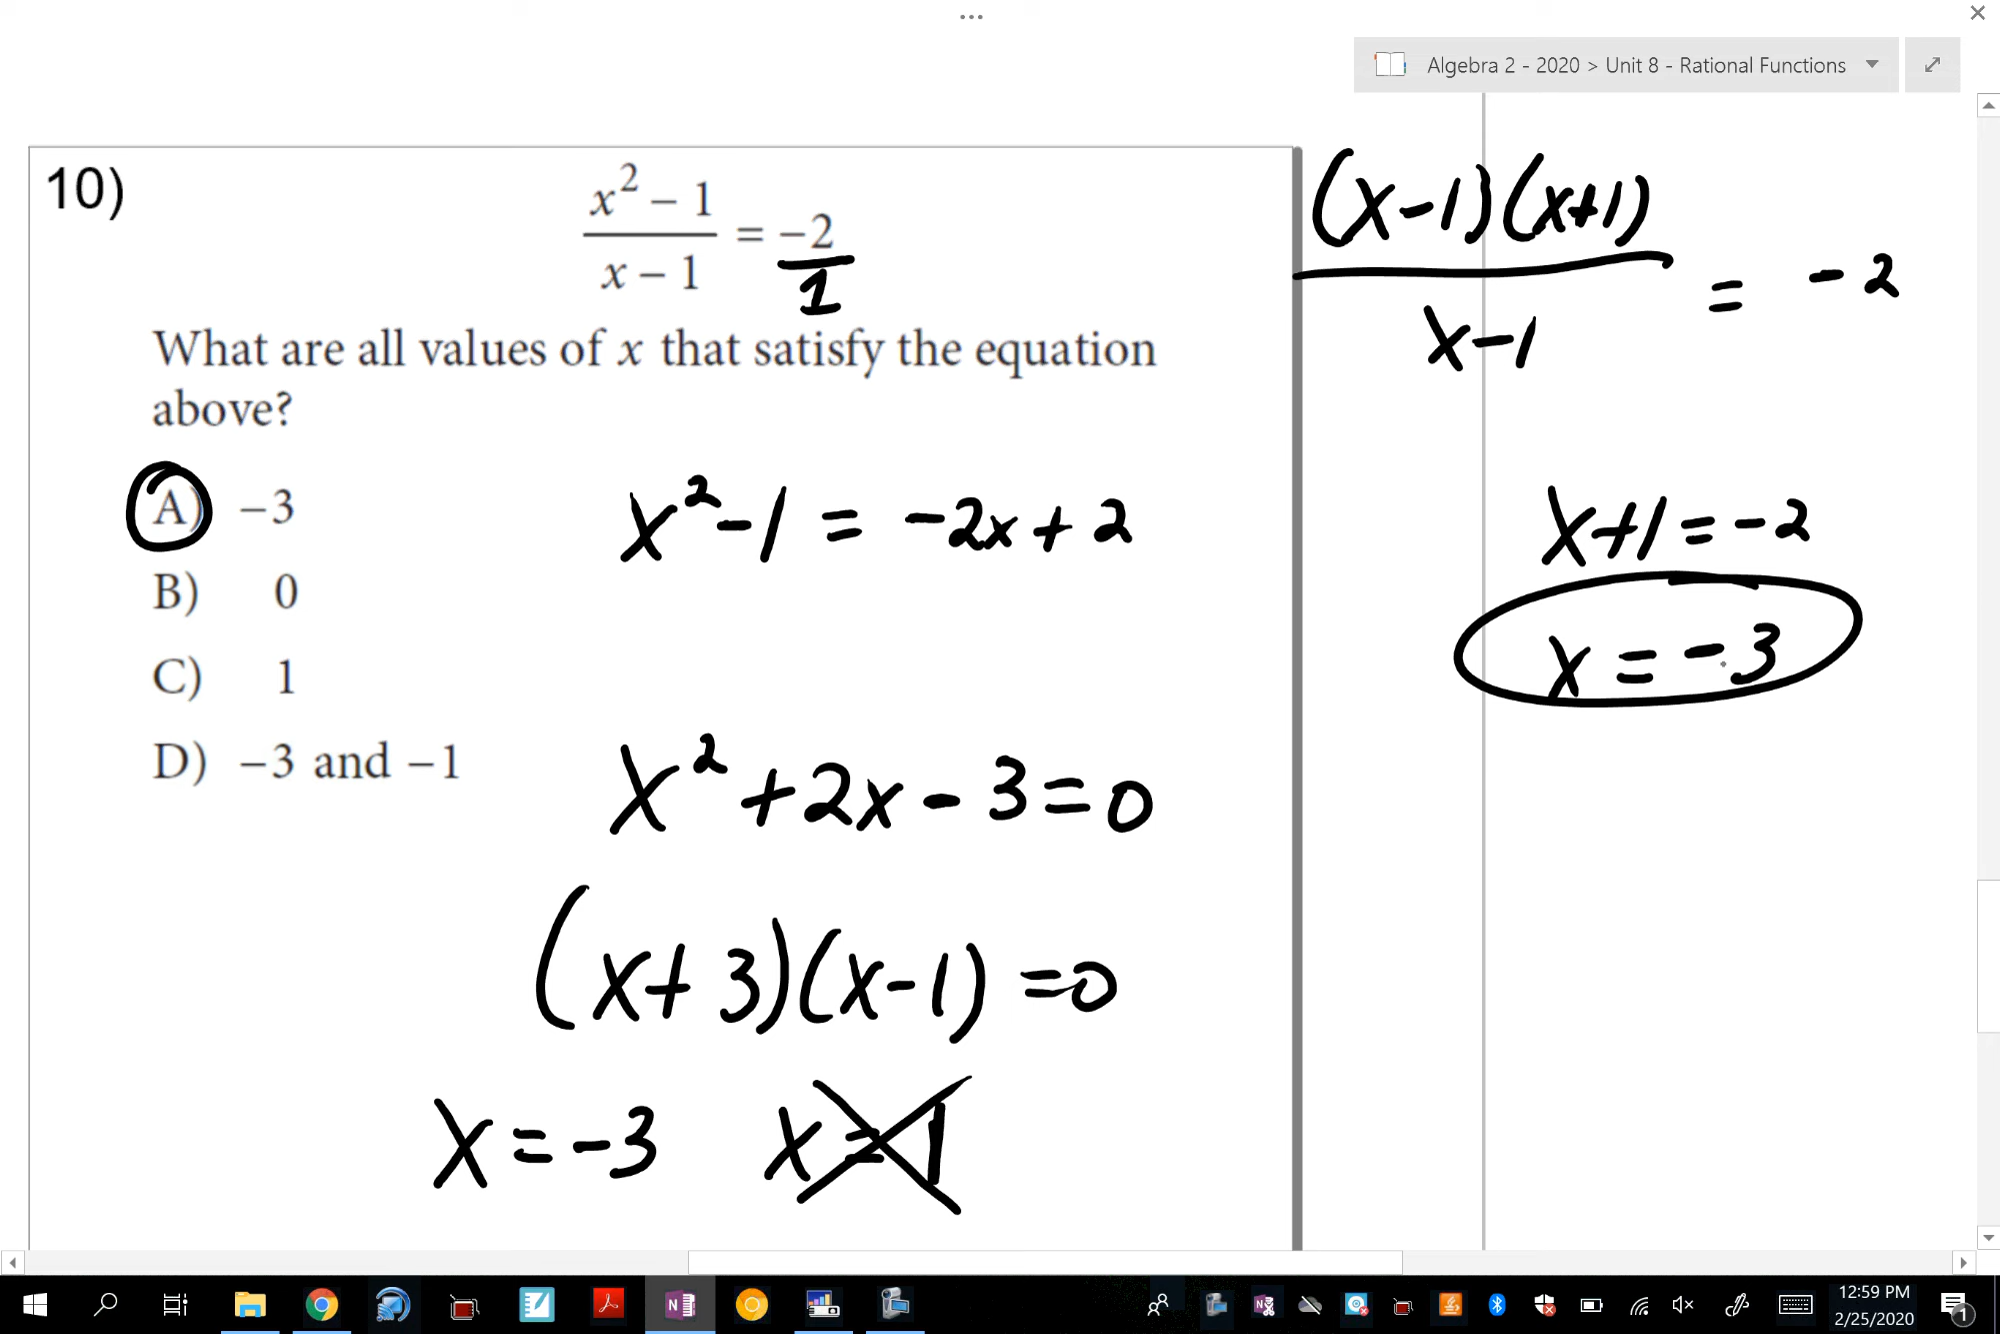 Algebra 2 - 2020 > Unit 8 - Rational Functions
10)
x² − 1
x − 1
= −2
1
What are all values of x that satisfy the equation
above?
A) −3
B) 0
C) 1
D) −3 and −1
x²-1 = -2x+2
x²+2x-3=0
(x+3)(x-1)=0
x=-3 x=1
(x-1)(x+1)
x-1
= -2
x+1=-2
x=-3
12:59 PM
2/25/2020
1